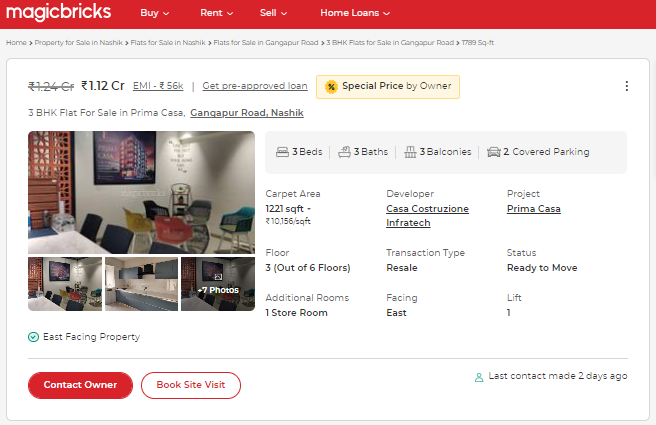 magicbricks
Buy Rent Sell Home Loans
Home > Property for Sale in Nashik > Flats for Sale in Nashik > Flats for Sale in Gangapur Road > 3 BHK Flats for Sale in Gangapur Road > 1789 Sq-ft
₹1.24 Cr ₹1.12 Cr EMI - ₹ 56k | Get pre-approved loan Special Price by Owner
3 BHK Flat For Sale in Prima Casa, Gangapur Road, Nashik
PRIMA
CASA
3 Beds 3 Baths 3 Balconies 2 Covered Parking
Carpet Area Developer Project
1221 sqft Casa Costruzione Prima Casa
₹10,156/sqft Infratech
Floor Transaction Type Status
3 (Out of 6 Floors) Resale Ready to Move
+7 Photos
Additional Rooms Facing Lift
1 Store Room East 1
East Facing Property
Contact Owner Book Site Visit Last contact made 2 days ago